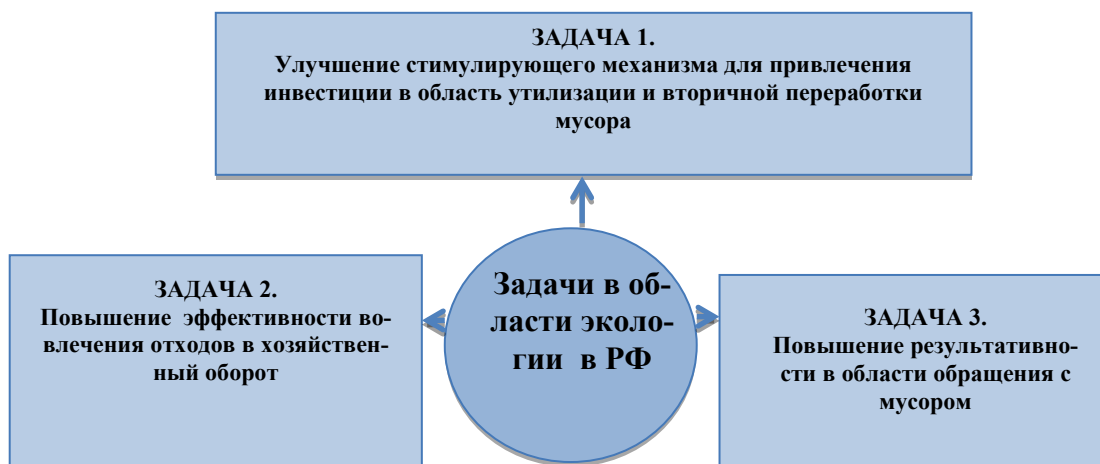 ЗАДАЧА 1.
Улучшение стимулирующего механизма для привлечения
инвестиции в область утилизации и вторичной переработки
мусора
Задачи в об-
ласти эколо-
гии в РФ
ЗАДАЧА 2.
Повышение эффективности во-
влечения отходов в хозяйствен-
ный оборот
ЗАДАЧА 3.
Повышение результативно-
сти в области обращения с
мусором